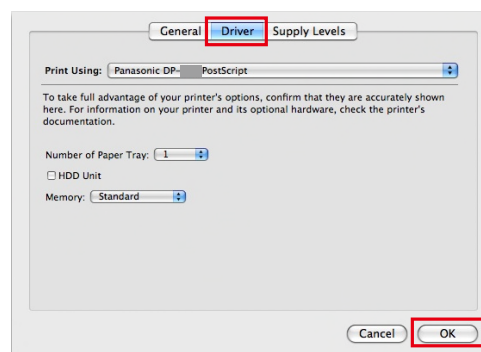 General Driver Supply Levels
Print Using: Panasonic DP- PostScript
To take full advantage of your printer's options, confirm that they are accurately shown
here. For information on your printer and its optional hardware, check the printer's
documentation.
Number of Paper Tray: 1
HDD Unit
Memory: Standard
Cancel OK